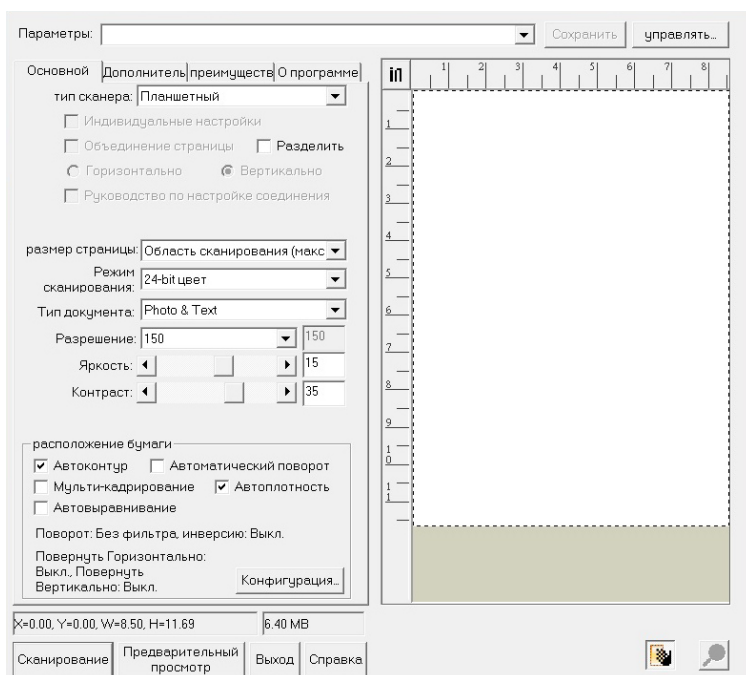 Параметры:
Сохранить
управлять...
Основной Дополнитель преимуществ О программе
тип сканера: Планшетный
Индивидуальные настройки
Объединение страницы Разделить
Горизонтально Вертикально
Руководство по настройке соединения
размер страницы: Область сканирования (макс
Режим
сканирования: 24-bit цвет
Тип документа: Photo & Text
Разрешение: 150 150
Яркость: 15
Контраст: 35
расположение бумаги
Автоконтур Автоматический поворот
Мульти-кадрирование Автоплотность
Автовыравнивание
Поворот: Без фильтра, инверсию: Выкл.
Повернуть Горизонтально:
Выкл., Повернуть
Вертикально: Выкл.
Конфигурация...
X=0.00, Y=0.00, W=8.50, H=11.69 6.40 MB
Сканирование
Предварительный
просмотр
Выход
Справка
in 1 2 3 4 5 6 7 8
1
2
3
4
5
6
7
8
9
1
0
1
1